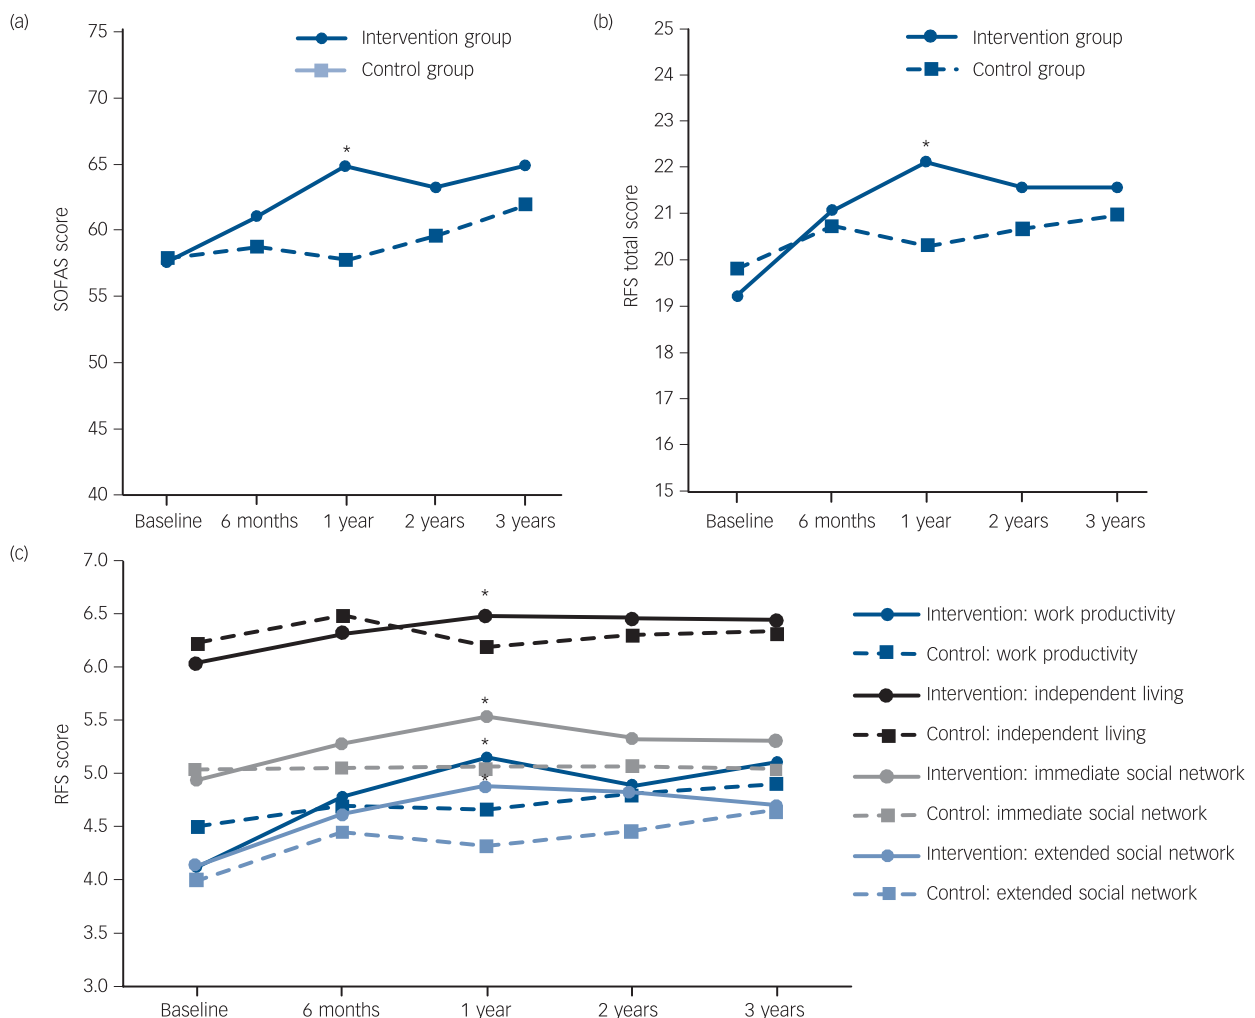 (a)
75
70
65
60
55
50
45
40
SOFAS score
Intervention group
Control group
*
Baseline 6 months 1 year 2 years 3 years
(b)
25
24
23
22
21
20
19
18
17
16
15
RFS total score
Intervention group
Control group
*
Baseline 6 months 1 year 2 years 3 years
(c)
7.0
6.5
6.0
5.5
5.0
4.5
4.0
3.5
3.0
RFS score
*
*
*
*
Baseline 6 months 1 year 2 years 3 years
Intervention: work productivity
Control: work productivity
Intervention: independent living
Control: independent living
Intervention: immediate social network
Control: immediate social network
Intervention: extended social network
Control: extended social network